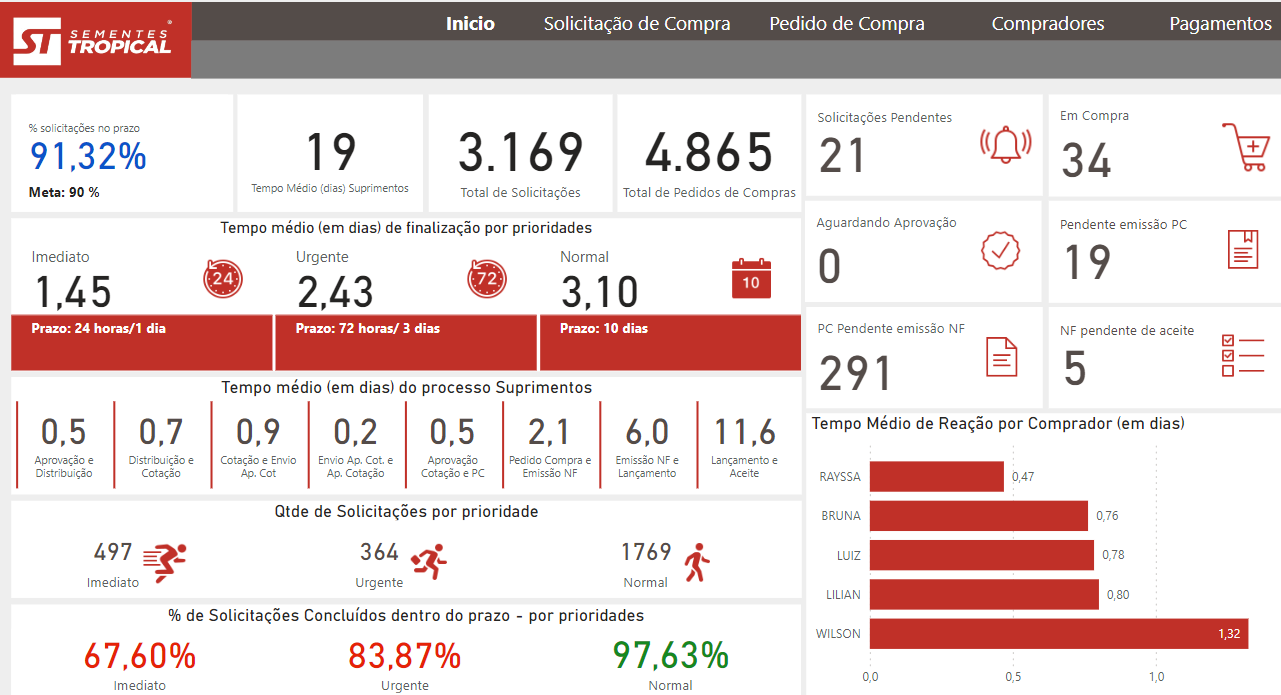 ST SEMENTES TROPICAL ®
Inicio
Solicitação de Compra
Pedido de Compra
Compradores
Pagamentos
% solicitações no prazo
91,32%
Meta: 90 %
19
Tempo Médio (dias) Suprimentos
3.169
Total de Solicitações
4.865
Total de Pedidos de Compras
Solicitações Pendentes
21
Em Compra
34
Aguardando Aprovação
0
Pendente emissão PC
19
PC Pendente emissão NF
291
NF pendente de aceite
5
Tempo médio (em dias) de finalização por prioridades
Imediato
1,45
24
Prazo: 24 horas/1 dia
Urgente
2,43
72
Prazo: 72 horas/ 3 dias
Normal
3,10
10
Prazo: 10 dias
Tempo médio (em dias) do processo Suprimentos
0,5
Aprovação e
Distribuição
0,7
Distribuição e
Cotação
0,9
Cotação e Envio
Ap. Cot
0,2
Envio Ap. Cot. e
Ap. Cotação
0,5
Aprovação
Cotação e PC
2,1
Pedido Compra e
Emissão NF
6,0
Emissão NF e
Lançamento
11,6
Lançamento e
Aceite
Qtde de Solicitações por prioridade
497
Imediato
364
Urgente
1769
Normal
% de Solicitações Concluídos dentro do prazo - por prioridades
67,60%
Imediato
83,87%
Urgente
97,63%
Normal
Tempo Médio de Reação por Comprador (em dias)
RAYSSA 0,47
BRUNA 0,76
LUIZ 0,78
LILIAN 0,80
WILSON 1,32
0,0 0,5 1,0